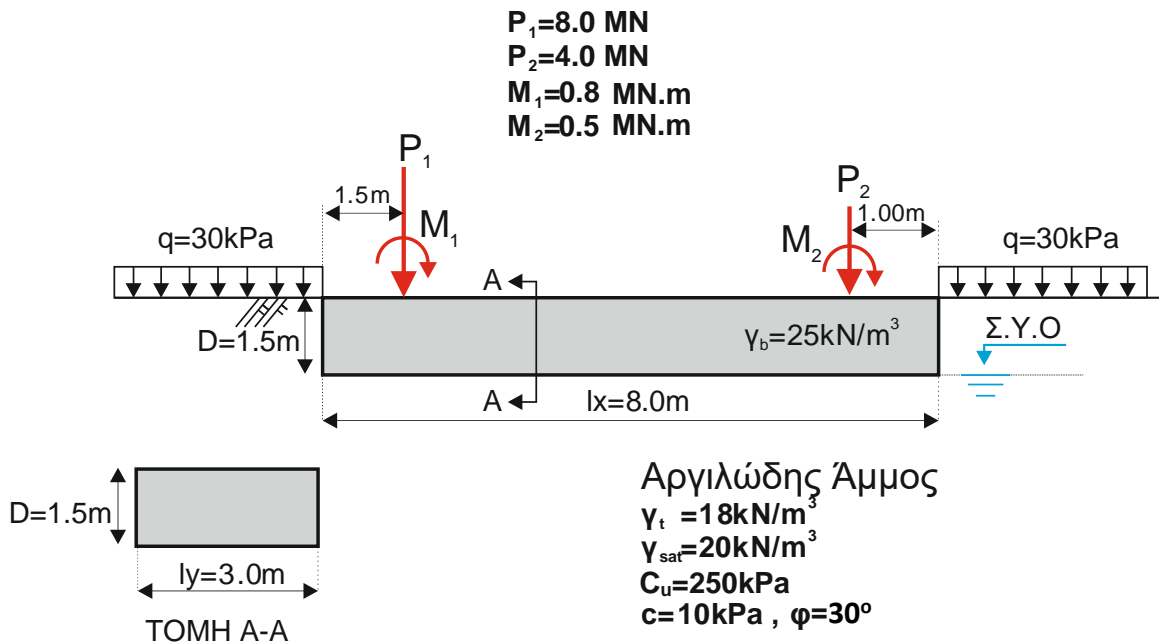 P₁=8.0 MN
P₂=4.0 MN
M₁=0.8 MN.m
M₂=0.5 MN.m
P₁
P₂
1.5m
1.00m
M₁
M₂
q=30kPa
q=30kPa
A
D=1.5m
γb=25kN/m³
Σ.Υ.Ο
A
lx=8.0m
D=1.5m
ly=3.0m
ΤΟΜΗ Α-Α
Αργιλώδης Άμμος
γt =18kN/m³
γsat=20kN/m³
Cu=250kPa
c=10kPa , φ=30º